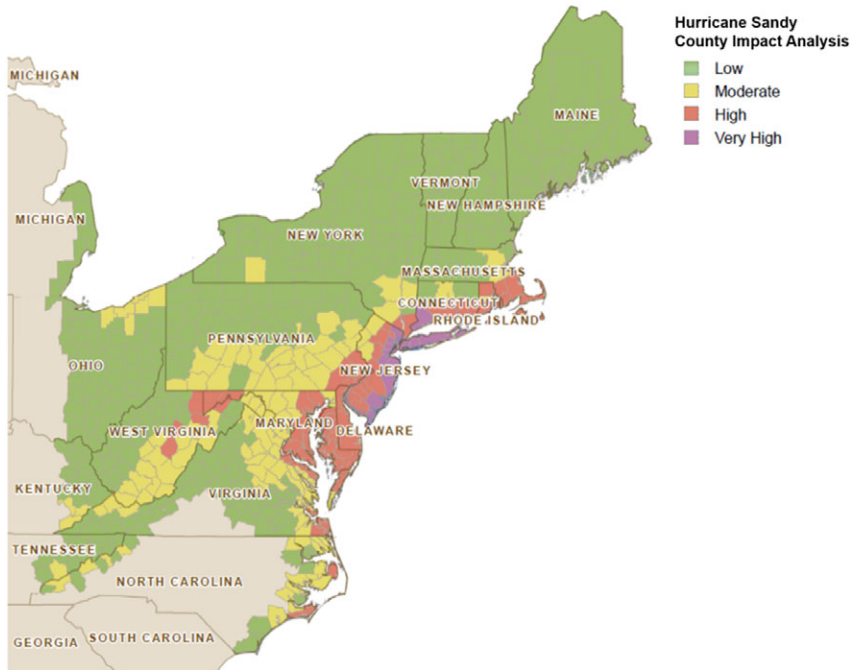 Hurricane Sandy
County Impact Analysis
Low
Moderate
High
Very High
MICHIGAN
MAINE
VERMONT
NEW HAMPSHIRE
MICHIGAN
NEW YORK
MASSACHUSETTS
CONNECTICUT
RHODE ISLAND
PENNSYLVANIA
OHIO
NEW JERSEY
MARYLAND
WEST VIRGINIA
DELAWARE
KENTUCKY
VIRGINIA
TENNESSEE
NORTH CAROLINA
GEORGIA
SOUTH CAROLINA